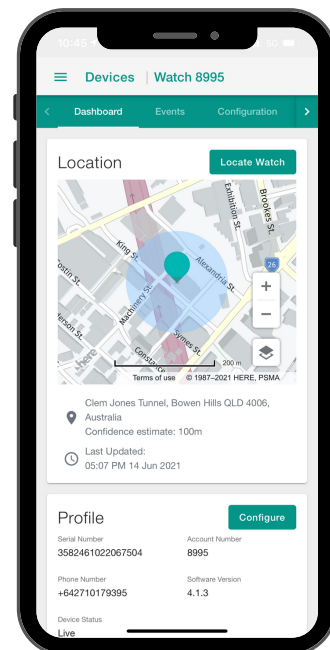 10:45
5G
Devices | Watch 8995
Dashboard Events Configuration
Location
Locate Watch
Exhibition St.
Brookes St.
King St.
Alexandria St.
26
Machinery St.
Symes St.
Constance
here
200 m
Terms of use © 1987–2021 HERE, PSMA
Clem Jones Tunnel, Bowen Hills QLD 4006,
Australia
Confidence estimate: 100m
Last Updated:
05:07 PM 14 Jun 2021
Profile
Configure
Serial Number Account Number
3582461022067504 8995
Phone Number Software Version
+642710179395 4.1.3
Device Status
Live